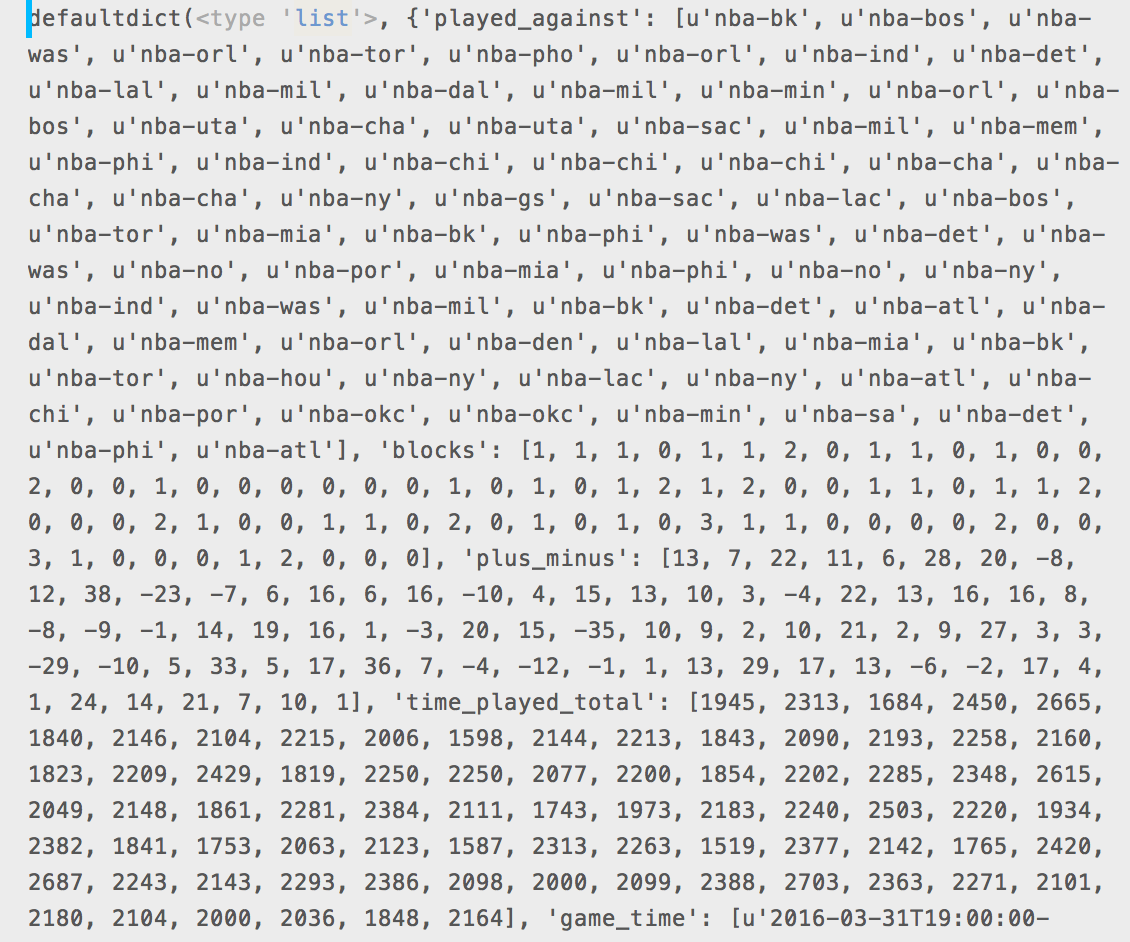 defaultdict(<type 'list'>, {'played_against': [u'nba-bk', u'nba-bos', u'nba-
was', u'nba-orl', u'nba-tor', u'nba-pho', u'nba-orl', u'nba-ind', u'nba-det',
u'nba-lal', u'nba-mil', u'nba-dal', u'nba-mil', u'nba-min', u'nba-orl', u'nba-
bos', u'nba-uta', u'nba-cha', u'nba-uta', u'nba-sac', u'nba-mil', u'nba-mem',
u'nba-phi', u'nba-ind', u'nba-chi', u'nba-chi', u'nba-chi', u'nba-cha', u'nba-
cha', u'nba-cha', u'nba-ny', u'nba-gs', u'nba-sac', u'nba-lac', u'nba-bos',
u'nba-tor', u'nba-mia', u'nba-bk', u'nba-phi', u'nba-was', u'nba-det', u'nba-
was', u'nba-no', u'nba-por', u'nba-mia', u'nba-phi', u'nba-no', u'nba-ny',
u'nba-ind', u'nba-was', u'nba-mil', u'nba-bk', u'nba-det', u'nba-atl', u'nba-
dal', u'nba-mem', u'nba-orl', u'nba-den', u'nba-lal', u'nba-mia', u'nba-bk',
u'nba-tor', u'nba-hou', u'nba-ny', u'nba-lac', u'nba-ny', u'nba-atl', u'nba-
chi', u'nba-por', u'nba-okc', u'nba-okc', u'nba-min', u'nba-sa', u'nba-det',
u'nba-phi', u'nba-atl'], 'blocks': [1, 1, 1, 0, 1, 1, 2, 0, 1, 1, 0, 1, 0, 0,
2, 0, 0, 1, 0, 0, 0, 0, 0, 0, 1, 0, 1, 0, 1, 2, 1, 2, 0, 0, 1, 1, 0, 1, 1, 2,
0, 0, 0, 2, 1, 0, 0, 1, 1, 0, 2, 0, 1, 0, 1, 0, 3, 1, 1, 0, 0, 0, 0, 2, 0, 0,
3, 1, 0, 0, 0, 1, 2, 0, 0, 0], 'plus_minus': [13, 7, 22, 11, 6, 28, 20, -8,
12, 38, -23, -7, 6, 16, 6, 16, -10, 4, 15, 13, 10, 3, -4, 22, 13, 16, 16, 8,
-8, -9, -1, 14, 19, 16, 1, -3, 20, 15, -35, 10, 9, 2, 10, 21, 2, 9, 27, 3, 3,
-29, -10, 5, 33, 5, 17, 36, 7, -4, -12, -1, 1, 13, 29, 17, 13, -6, -2, 17, 4,
1, 24, 14, 21, 7, 10, 1], 'time_played_total': [1945, 2313, 1684, 2450, 2665,
1840, 2146, 2104, 2215, 2006, 1598, 2144, 2213, 1843, 2090, 2193, 2258, 2160,
1823, 2209, 2429, 1819, 2250, 2250, 2077, 2200, 1854, 2202, 2285, 2348, 2615,
2049, 2148, 1861, 2281, 2384, 2111, 1743, 1973, 2183, 2240, 2503, 2220, 1934,
2382, 1841, 1753, 2063, 2123, 1587, 2313, 2263, 1519, 2377, 2142, 1765, 2420,
2687, 2243, 2143, 2293, 2386, 2098, 2000, 2099, 2388, 2703, 2363, 2271, 2101,
2180, 2104, 2000, 2036, 1848, 2164], 'game_time': [u'2016-03-31T19:00:00-